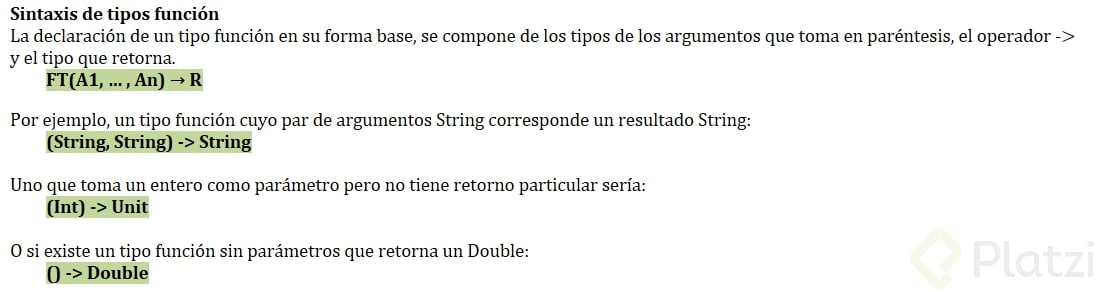 Sintaxis de tipos función
La declaración de un tipo función en su forma base, se compone de los tipos de los argumentos que toma en paréntesis, el operador ->
y el tipo que retorna.
FT(A1, ... , An) → R
Por ejemplo, un tipo función cuyo par de argumentos String corresponde un resultado String:
(String, String) -> String
Uno que toma un entero como parámetro pero no tiene retorno particular sería:
(Int) -> Unit
O si existe un tipo función sin parámetros que retorna un Double:
() -> Double
Platzi